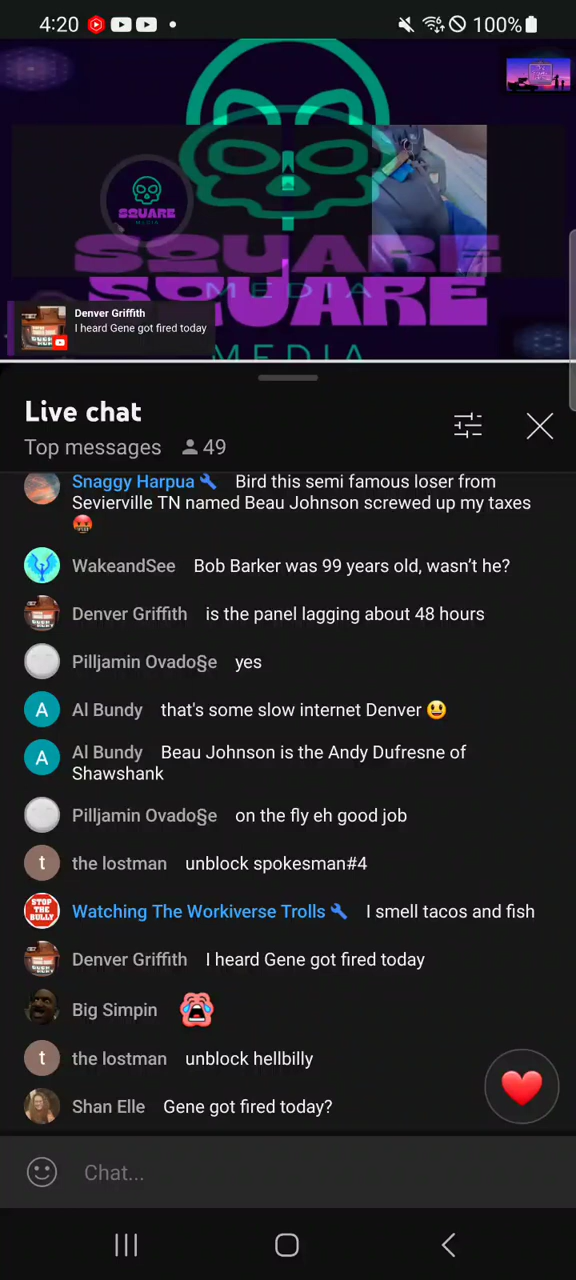 4:20
100%
SQUARE
MEDIA
SQUARE
MEDIA
SQUARE
MEDIA
Denver Griffith
I heard Gene got fired today
Live chat
Top messages 49
Snaggy Harpua Bird this semi famous loser from
Sevierville TN named Beau Johnson screwed up my taxes
WakeandSee Bob Barker was 99 years old, wasn’t he?
Denver Griffith is the panel lagging about 48 hours
Pilljamin Ovado§e yes
A Al Bundy that's some slow internet Denver 😃
A Al Bundy Beau Johnson is the Andy Dufresne of
Shawshank
Pilljamin Ovado§e on the fly eh good job
t the lostman unblock spokesman#4
STOP THE BULLY Watching The Workiverse Trolls I smell tacos and fish
Denver Griffith I heard Gene got fired today
Big Simpin 😭
t the lostman unblock hellbilly
Shan Elle Gene got fired today?
Chat...